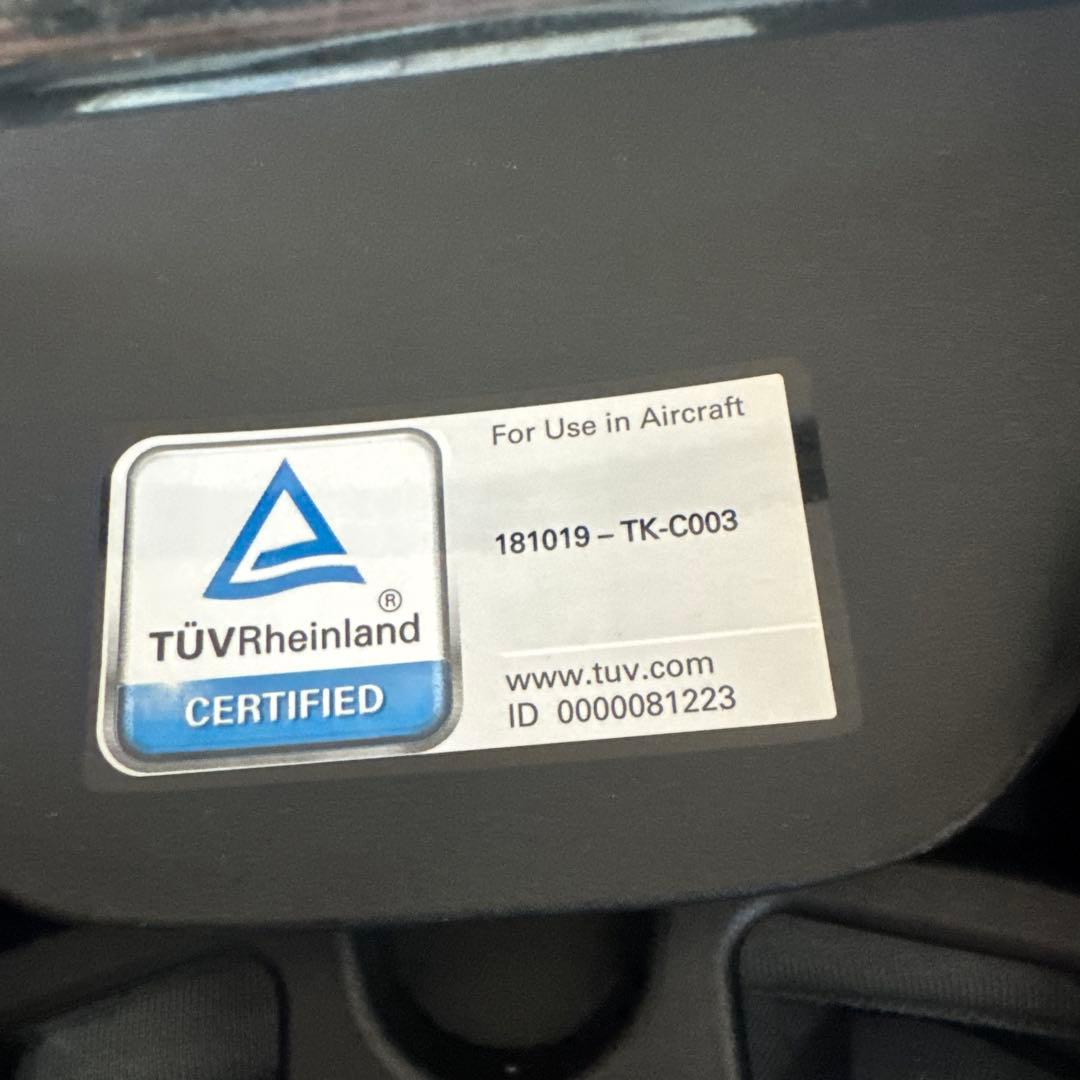 For Use in Aircraft
181019 – TK-C003
®
TÜVRheinland
CERTIFIED
www.tuv.com
ID 0000081223